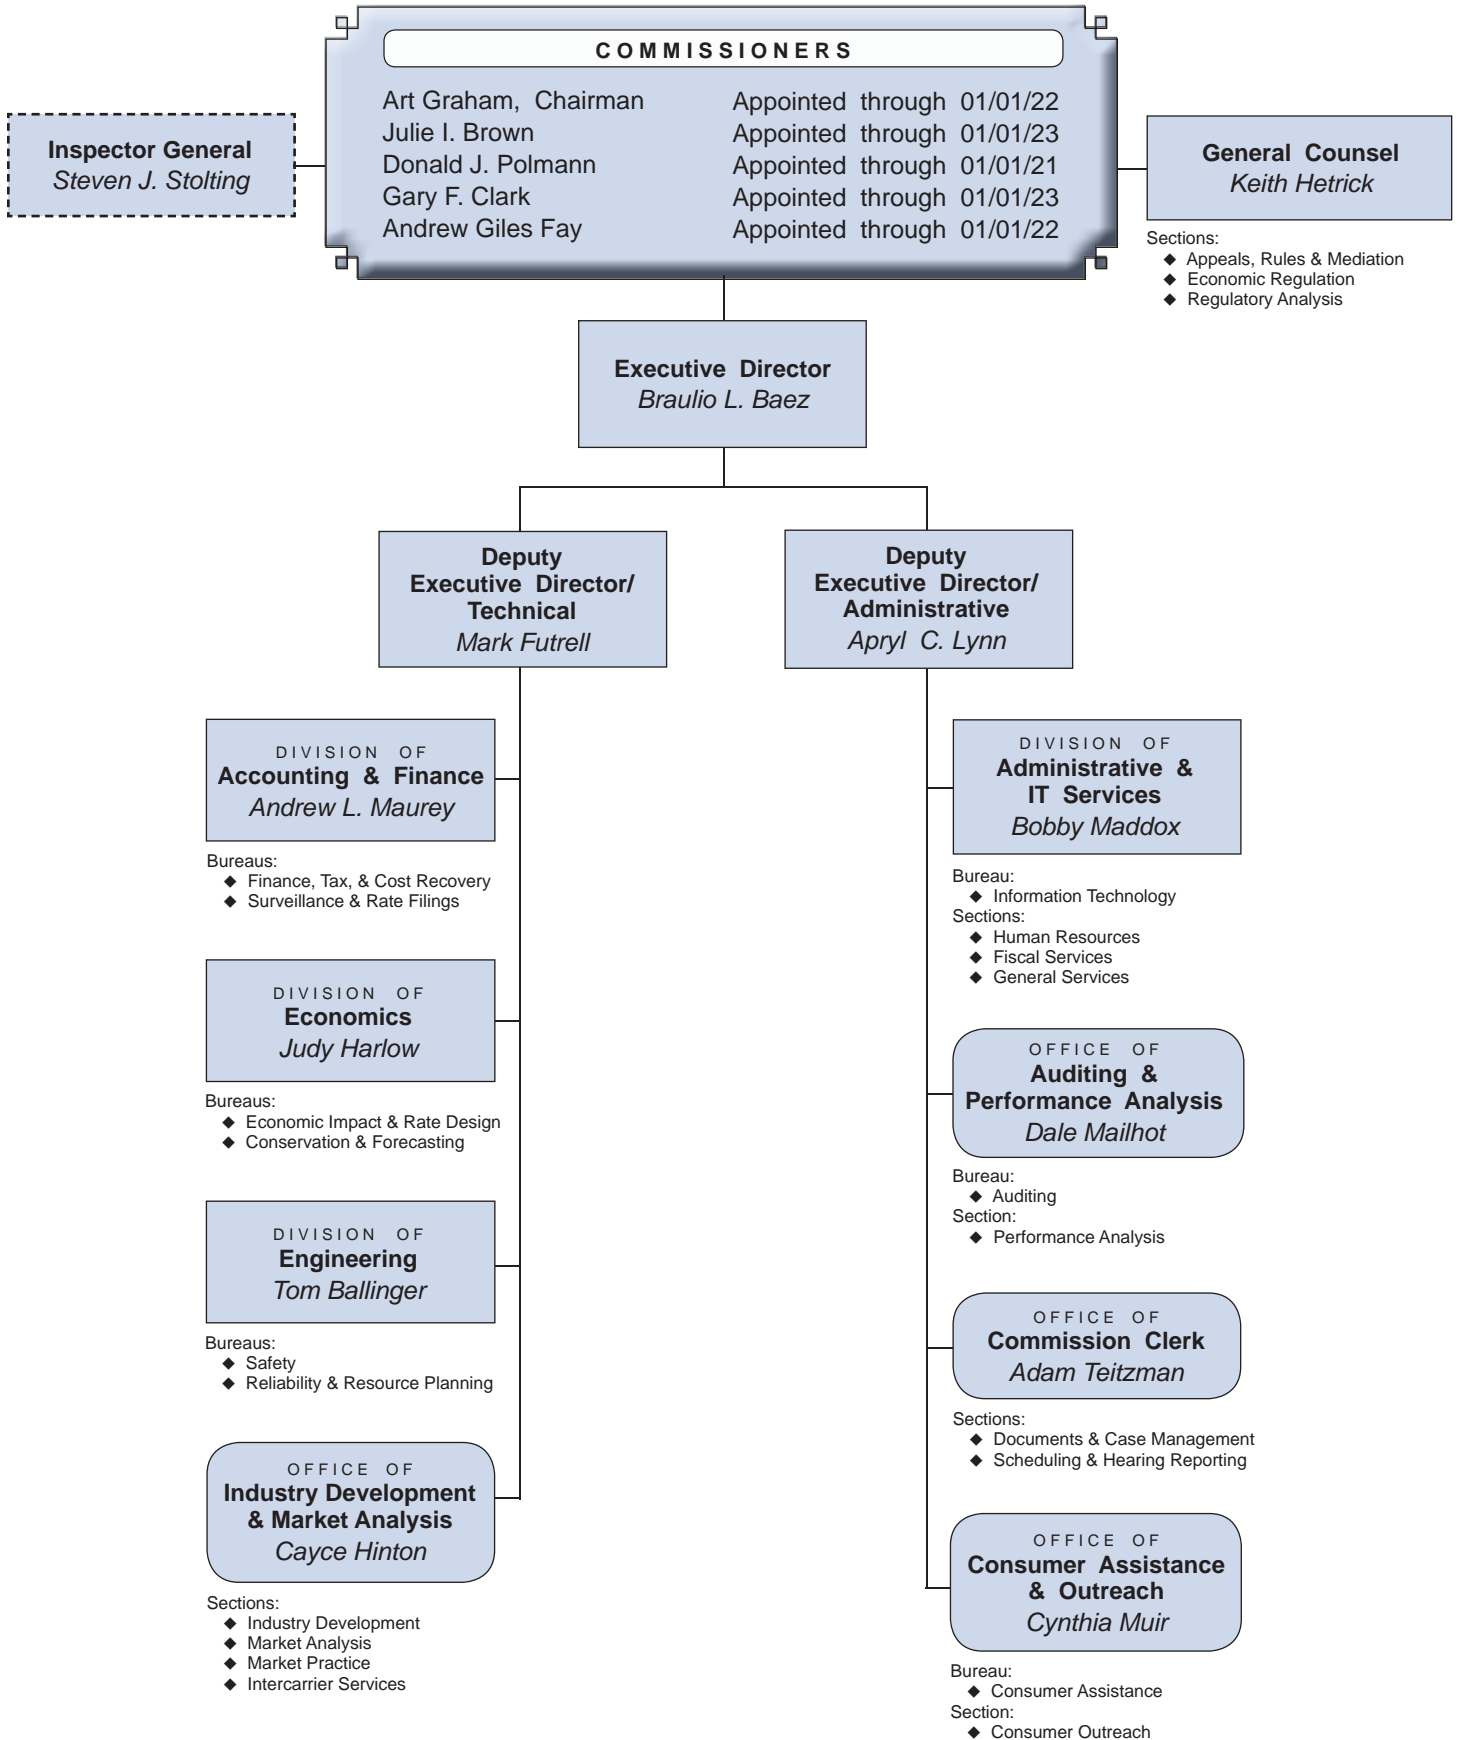 COMMISSIONERS
Art Graham, Chairman Appointed through 01/01/22
Julie I. Brown Appointed through 01/01/23
Donald J. Polmann Appointed through 01/01/21
Gary F. Clark Appointed through 01/01/23
Andrew Giles Fay Appointed through 01/01/22
Inspector General
Steven J. Stolting
General Counsel
Keith Hetrick
Sections:
◆ Appeals, Rules & Mediation
◆ Economic Regulation
◆ Regulatory Analysis
Executive Director
Braulio L. Baez
Deputy
Executive Director/
Technical
Mark Futrell
DIVISION OF
Accounting & Finance
Andrew L. Maurey
Bureaus:
◆ Finance, Tax, & Cost Recovery
◆ Surveillance & Rate Filings
DIVISION OF
Economics
Judy Harlow
Bureaus:
◆ Economic Impact & Rate Design
◆ Conservation & Forecasting
DIVISION OF
Engineering
Tom Ballinger
Bureaus:
◆ Safety
◆ Reliability & Resource Planning
OFFICE OF
Industry Development
& Market Analysis
Cayce Hinton
Sections:
◆ Industry Development
◆ Market Analysis
◆ Market Practice
◆ Intercarrier Services
Deputy
Executive Director/
Administrative
Apryl C. Lynn
DIVISION OF
Administrative &
IT Services
Bobby Maddox
Bureau:
◆ Information Technology
Sections:
◆ Human Resources
◆ Fiscal Services
◆ General Services
OFFICE OF
Auditing &
Performance Analysis
Dale Mailhot
Bureau:
◆ Auditing
Section:
◆ Performance Analysis
OFFICE OF
Commission Clerk
Adam Teitzman
Sections:
◆ Documents & Case Management
◆ Scheduling & Hearing Reporting
OFFICE OF
Consumer Assistance
& Outreach
Cynthia Muir
Bureau:
◆ Consumer Assistance
Section:
◆ Consumer Outreach